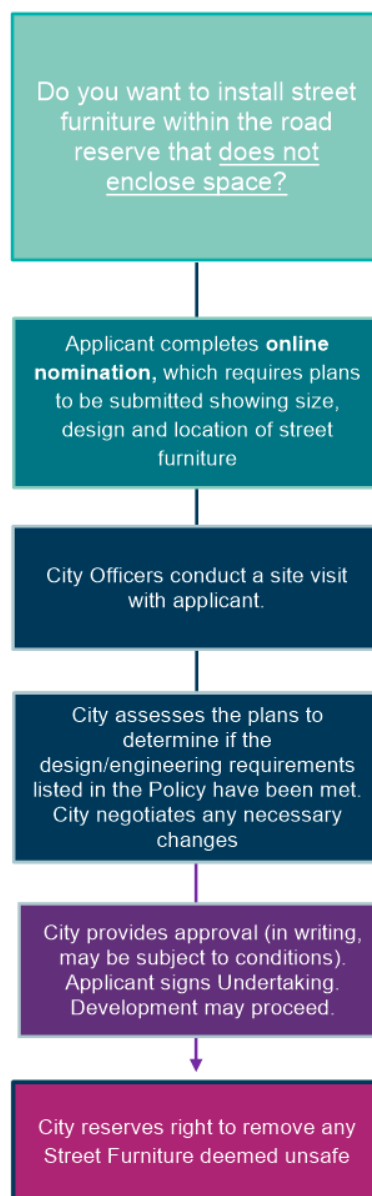 Do you want to install street
furniture within the road
reserve that does not
enclose space?
Applicant completes online
nomination, which requires plans
to be submitted showing size,
design and location of street
furniture
City Officers conduct a site visit
with applicant.
City assesses the plans to
determine if the
design/engineering requirements
listed in the Policy have been met.
City negotiates any necessary
changes
City provides approval (in writing,
may be subject to conditions).
Applicant signs Undertaking.
Development may proceed.
City reserves right to remove any
Street Furniture deemed unsafe